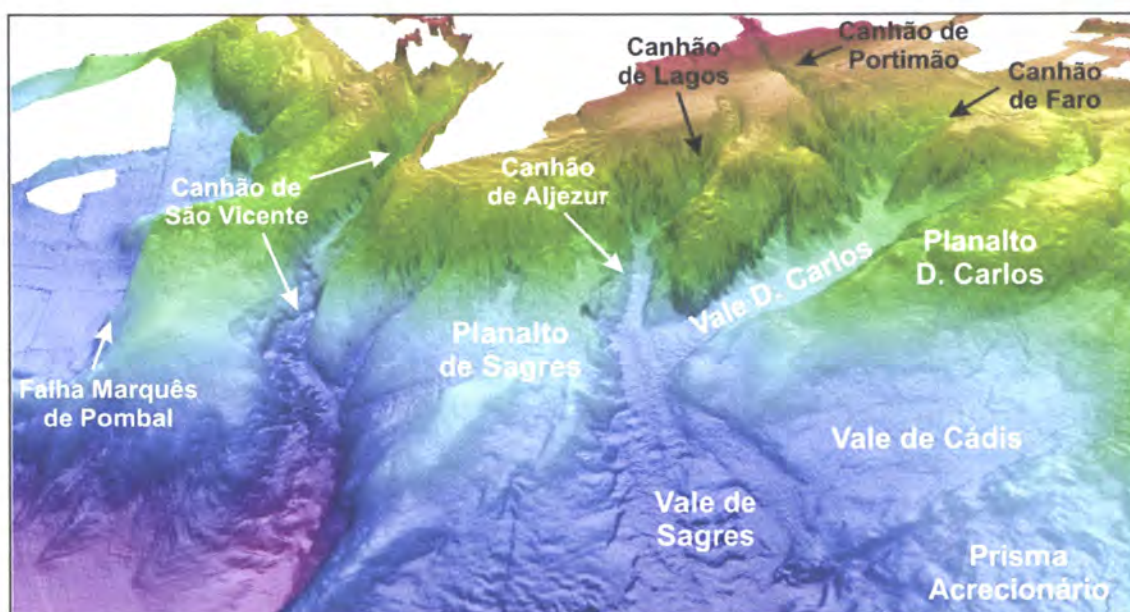 Canhão de
Portimão
Canhão
de Lagos
Canhão
de Faro
Canhão de
São Vicente
Canhão
de Aljezur
Planalto
D. Carlos
Vale D. Carlos
Planalto
de Sagres
Falha Marquês
de Pombal
Vale de Cádis
Vale de
Sagres
Prisma
Acrecionário